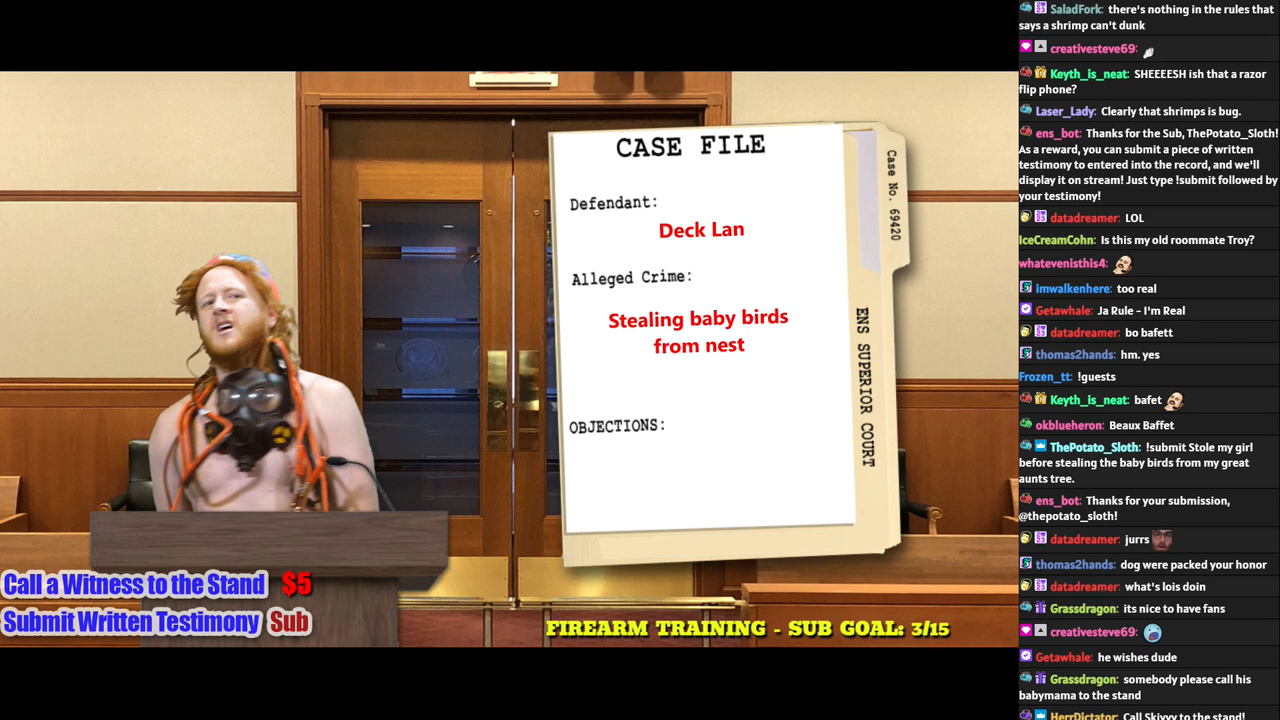 CASE FILE
Defendant:
Deck Lan
Alleged Crime:
Stealing baby birds
from nest
OBJECTIONS:
Case No. 69420
ENS SUPERIOR COURT
Call a Witness to the Stand $5
Submit Written Testimony Sub
FIREARM TRAINING - SUB GOAL: 3/15
SaladFork: there's nothing in the rules that
says a shrimp can't dunk
creativesteve69:
Keyth_is_neat: SHEEEESH ish that a razor
flip phone?
Laser_Lady: Clearly that shrimps is bug.
ens_bot: Thanks for the Sub, ThePotato_Sloth!
As a reward, you can submit a piece of written
testimony to entered into the record, and we'll
display it on stream! Just type !submit followed by
your testimony!
datadreamer: LOL
IceCreamCohn: Is this my old roommate Troy?
whatevenisthis4:
imwalkenhere: too real
Getawhale: Ja Rule - I'm Real
datadreamer: bo bafett
thomas2hands: hm. yes
Frozen_tt: !guests
Keyth_is_neat: bafet
okblueheron: Beaux Baffet
ThePotato_Sloth: !submit Stole my girl
before stealing the baby birds from my great
aunts tree.
ens_bot: Thanks for your submission,
@thepotato_sloth!
datadreamer: jurrs
thomas2hands: dog were packed your honor
datadreamer: what's lois doin
Grassdragon: its nice to have fans
creativesteve69:
Getawhale: he wishes dude
Grassdragon: somebody please call his
babymama to the stand
HerrDictator: Call Skivvy to the stand!